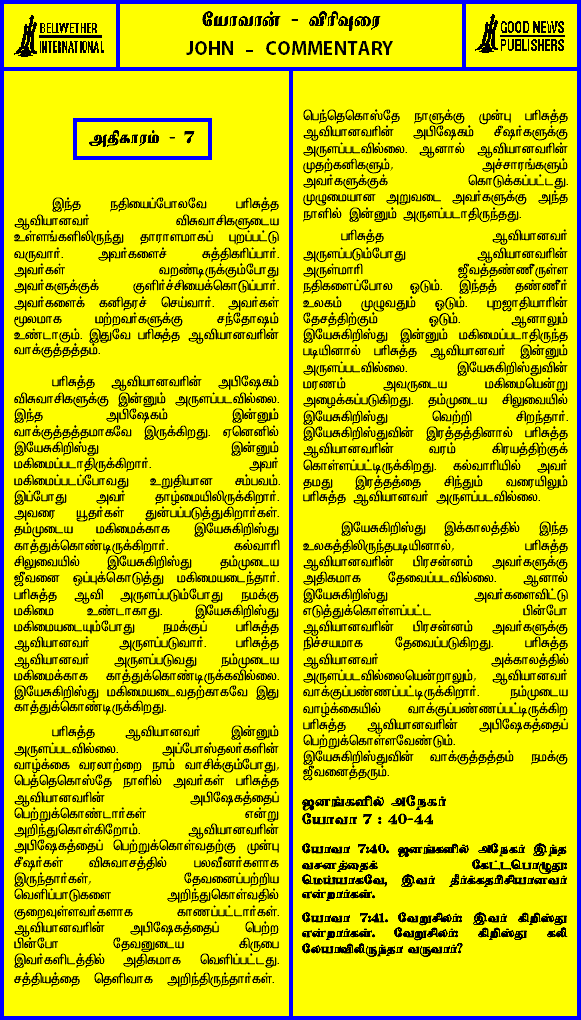 BELWETHER
INTERNATIONAL
யோவான் - விரிவுரை
JOHN - COMMENTARY
GOOD NEWS
PUBLISHERS
அதிகாரம் - 7
இந்த நதியைப்போலவே பரிசுத்த
ஆவியானவர் விசுவாசிகளுடைய
உள்ளங்களிலிருந்து தாராளமாகப் புறப்பட்டு
வருவார். அவர்களைச் சுத்திகரிப்பார்.
அவர்கள் வறண்டிருக்கும்போது
அவர்களுக்குக் குளிர்ச்சியைக்கொடுப்பார்.
அவர்களைக் கனிதரச் செய்வார். அவர்கள்
மூலமாக மற்றவர்களுக்கு சந்தோஷம்
உண்டாகும். இதுவே பரிசுத்த ஆவியானவரின்
வாக்குத்தத்தம்.
பரிசுத்த ஆவியானவரின் அபிஷேகம்
விசுவாசிகளுக்கு இன்னும் அருளப்படவில்லை.
இந்த அபிஷேகம் இன்னும்
வாக்குத்தத்தமாகவே இருக்கிறது. ஏனெனில்
இயேசுகிறிஸ்து இன்னும்
மகிமைப்படாதிருக்கிறார். அவர்
மகிமைப்படப்போவது உறுதியான சம்பவம்.
இப்போது அவர் தாழ்மையிலிருக்கிறார்.
அவரை யூதர்கள் துன்பப்படுத்துகிறார்கள்.
தம்முடைய மகிமைக்காக இயேசுகிறிஸ்து
காத்துக்கொண்டிருக்கிறார். கல்வாரி
சிலுவையில் இயேசுகிறிஸ்து தம்முடைய
ஜீவனை ஒப்புக்கொடுத்து மகிமையடைந்தார்.
பரிசுத்த ஆவி அருளப்படும்போது நமக்கு
மகிமை உண்டாகாது. இயேசுகிறிஸ்து
மகிமையடையும்போது நமக்குப் பரிசுத்த
ஆவியானவர் அருளப்படுவார். பரிசுத்த
ஆவியானவர் அருளப்படுவது நம்முடைய
மகிமைக்காக காத்துக்கொண்டிருக்கவில்லை.
இயேசுகிறிஸ்து மகிமையடைவதற்காகவே இது
காத்துக்கொண்டிருக்கிறது.
பரிசுத்த ஆவியானவர் இன்னும்
அருளப்படவில்லை. அப்போஸ்தலர்களின்
வாழ்க்கை வரலாற்றை நாம் வாசிக்கும்போது,
பெத்தெகொஸ்தே நாளில் அவர்கள் பரிசுத்த
ஆவியானவரின் அபிஷேகத்தைப்
பெற்றுக்கொண்டார்கள் என்று
அறிந்துகொள்கிறோம். ஆவியானவரின்
அபிஷேகத்தைப் பெற்றுக்கொள்வதற்கு முன்பு
சீஷர்கள் விசுவாசத்தில் பலவீனர்களாக
இருந்தார்கள், தேவனைப்பற்றிய
வெளிப்பாடுகளை அறிந்துகொள்வதில்
குறைவுள்ளவர்களாக காணப்பட்டார்கள்.
ஆவியானவரின் அபிஷேகத்தைப் பெற்ற
பின்போ தேவனுடைய கிருபை
இவர்களிடத்தில் அதிகமாக வெளிப்பட்டது.
சத்தியத்தை தெளிவாக அறிந்திருந்தார்கள்.
பெந்தெகொஸ்தே நாளுக்கு முன்பு பரிசுத்த
ஆவியானவரின் அபிஷேகம் சீஷர்களுக்கு
அருளப்படவில்லை. ஆனால் ஆவியானவரின்
முதற்கனிகளும், அச்சாரங்களும்
அவர்களுக்குக் கொடுக்கப்பட்டது.
முழுமையான அறுவடை அவர்களுக்கு அந்த
நாளில் இன்னும் அருளப்படாதிருந்தது.
பரிசுத்த ஆவியானவர்
அருளப்படும்போது ஆவியானவரின்
அருள்மாரி ஜீவத்தண்ணீருள்ள
நதிகளைப்போல ஓடும். இந்தத் தண்ணீர்
உலகம் முழுவதும் ஓடும். புறஜாதியாரின்
தேசத்திற்கும் ஓடும். ஆனாலும்
இயேசுகிறிஸ்து இன்னும் மகிமைப்படாதிருந்த
படியினால் பரிசுத்த ஆவியானவர் இன்னும்
அருளப்படவில்லை. இயேசுகிறிஸ்துவின்
மரணம் அவருடைய மகிமையென்று
அழைக்கப்படுகிறது. தம்முடைய சிலுவையில்
இயேசுகிறிஸ்து வெற்றி சிறந்தார்.
இயேசுகிறிஸ்துவின் இரத்தத்தினால் பரிசுத்த
ஆவியானவரின் வரம் கிரயத்திற்குக்
கொள்ளப்பட்டிருக்கிறது. கல்வாரியில் அவர்
தமது இரத்தத்தை சிந்தும் வரையிலும்
பரிசுத்த ஆவியானவர் அருளப்படவில்லை.
இயேசுகிறிஸ்து இக்காலத்தில் இந்த
உலகத்திலிருந்தபடியினால், பரிசுத்த
ஆவியானவரின் பிரசன்னம் அவர்களுக்கு
அதிகமாக தேவைப்படவில்லை. ஆனால்
இயேசுகிறிஸ்து அவர்களைவிட்டு
எடுத்துக்கொள்ளப்பட்ட பின்போ
ஆவியானவரின் பிரசன்னம் அவர்களுக்கு
நிச்சயமாக தேவைப்படுகிறது. பரிசுத்த
ஆவியானவர் அக்காலத்தில்
அருளப்படவில்லையென்றாலும், ஆவியானவர்
வாக்குப்பண்ணப்பட்டிருக்கிறார். நம்முடைய
வாழ்க்கையில் வாக்குப்பண்ணப்பட்டிருக்கிற
பரிசுத்த ஆவியானவரின் அபிஷேகத்தைப்
பெற்றுக்கொள்ளவேண்டும்.
இயேசுகிறிஸ்துவின் வாக்குத்தத்தம் நமக்கு
ஜீவனைத்தரும்.
ஜனங்களில் அநேகர்
யோவா 7 : 40-44
யோவா 7:40. ஜனங்களில் அநேகர் இந்த
வசனத்தைக் கேட்டபொழுது:
மெய்யாகவே, இவர் தீர்க்கதரிசியானவர்
என்றார்கள்.
யோவா 7:41. வேறுசிலர்: இவர் கிறிஸ்து
என்றார்கள். வேறுசிலர்: கிறிஸ்து கலி
லேயாவிலிருந்தா வருவார்?